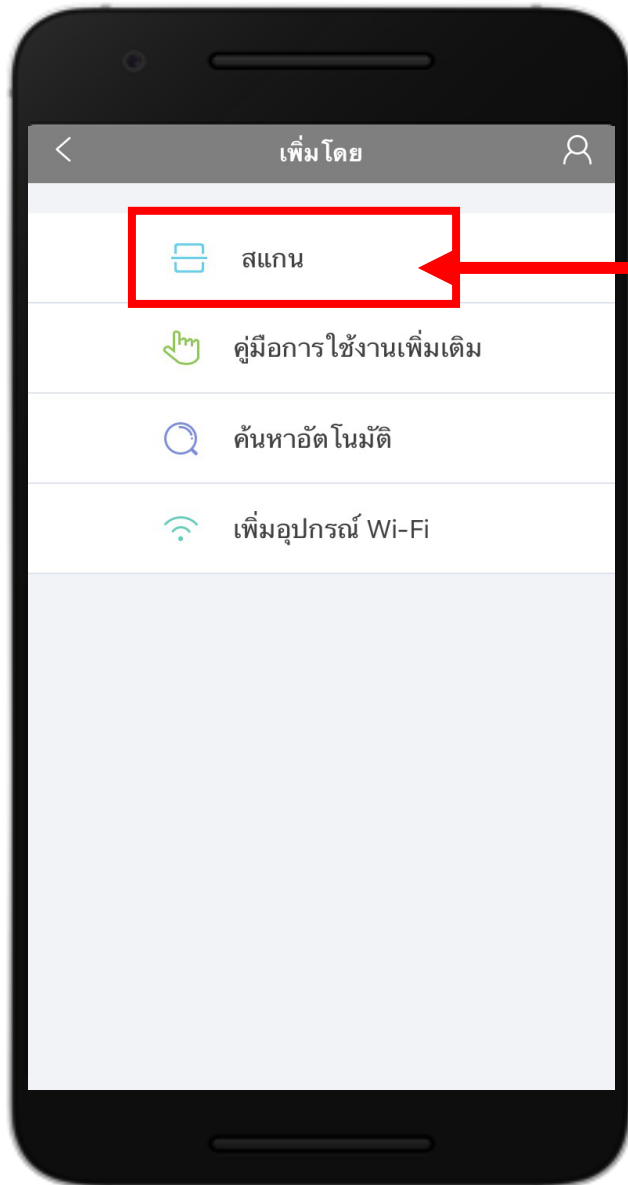 เพิ่มโดย
สแกน
คู่มือการใช้งานเพิ่มเติม
ค้นหาอัตโนมัติ
เพิ่มอุปกรณ์ Wi-Fi